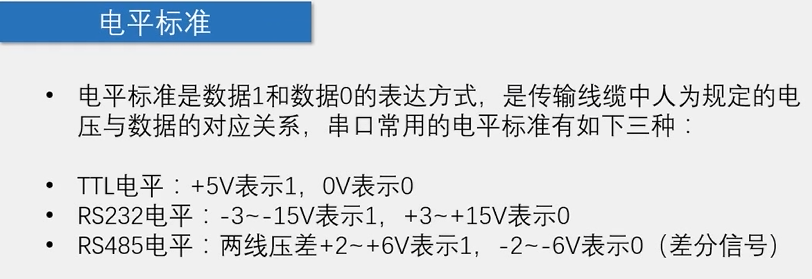 电平标准
• 电平标准是数据1和数据0的表达方式，是传输线缆中人为规定的电
压与数据的对应关系，串口常用的电平标准有如下三种：
• TTL电平：+5V表示1，0V表示0
• RS232电平：-3~-15V表示1，+3~+15V表示0
• RS485电平：两线压差+2~+6V表示1，-2~-6V表示0（差分信号）